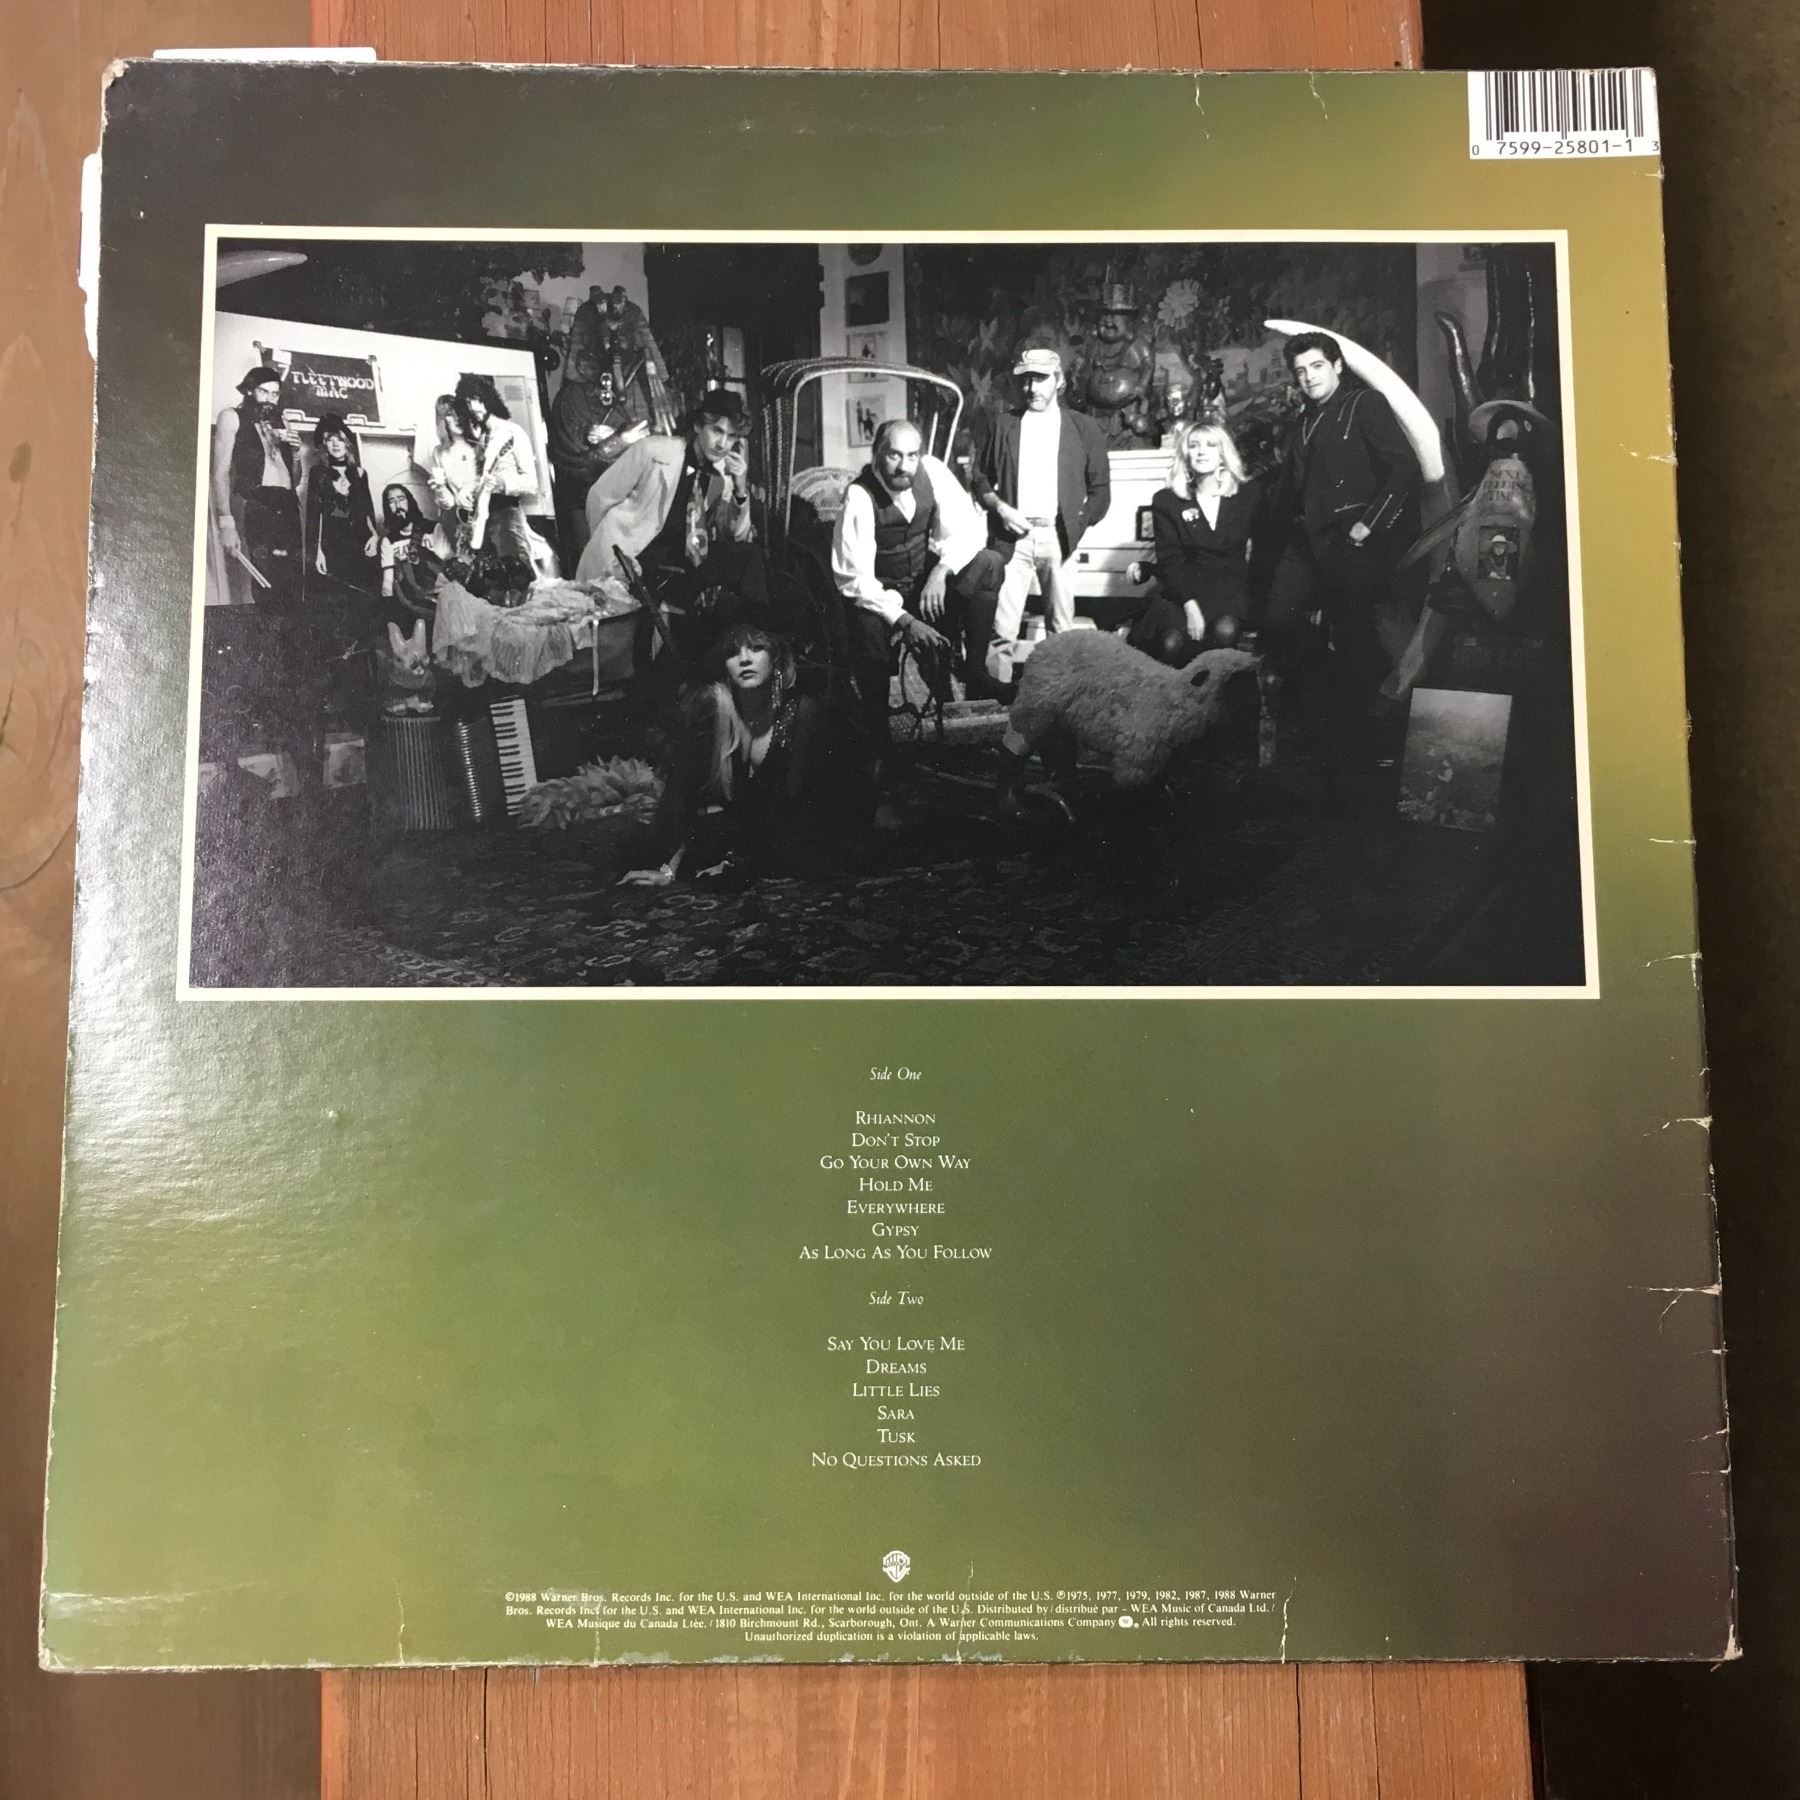 0 7599-25801-1 3
FLEETWOOD
MAC
Side One
RHIANNON
DON'T STOP
GO YOUR OWN WAY
HOLD ME
EVERYWHERE
GYPSY
AS LONG AS YOU FOLLOW
Side Two
SAY YOU LOVE ME
DREAMS
LITTLE LIES
SARA
TUSK
NO QUESTIONS ASKED
©1988 Warner Bros. Records Inc. for the U.S. and WEA International Inc. for the world outside of the U.S. ℗1975, 1977, 1979, 1982, 1987, 1988 Warner
Bros. Records Inc. for the U.S. and WEA International Inc. for the world outside of the U.S. Distributed by / distribué par - WEA Music of Canada Ltd. /
WEA Musique du Canada Ltée. / 1810 Birchmount Rd., Scarborough, Ont. A Warner Communications Company ®. All rights reserved.
Unauthorized duplication is a violation of applicable laws.